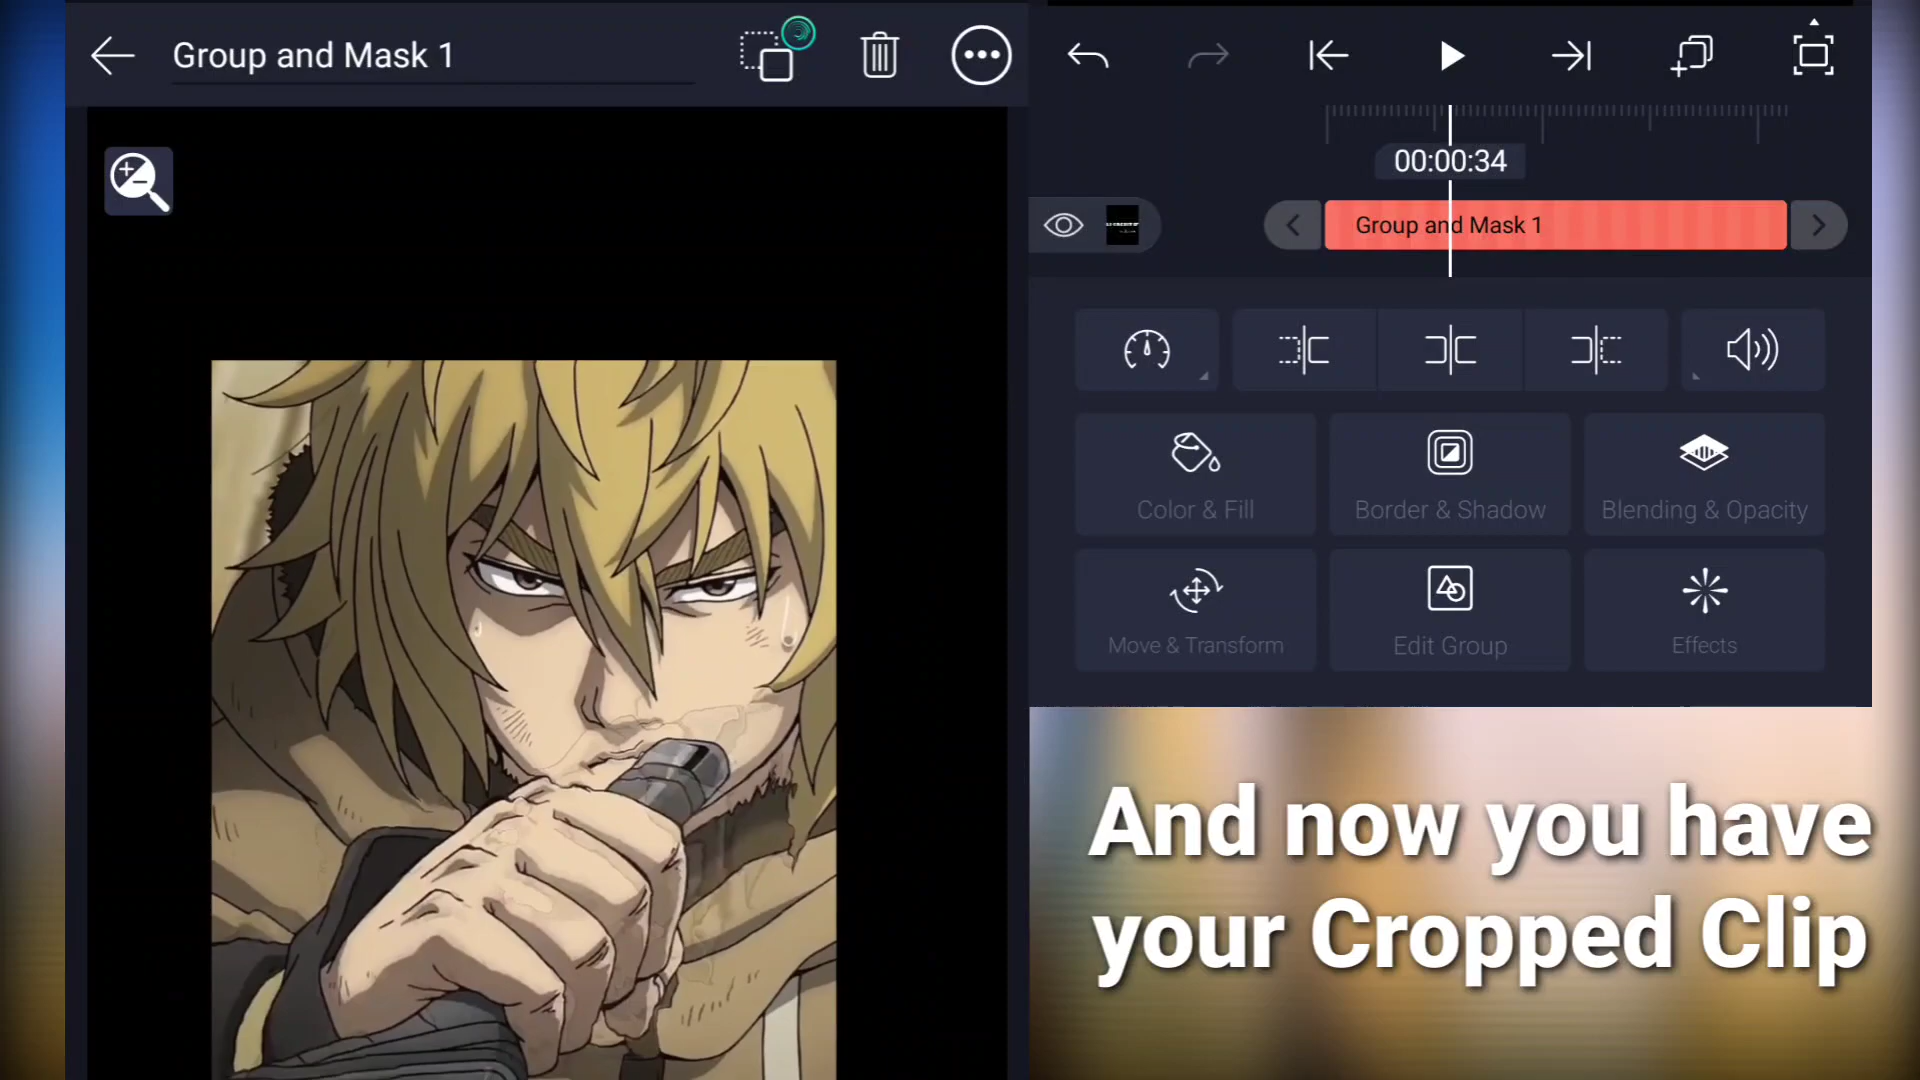 Group and Mask 1
00:00:34
Group and Mask 1
Color & Fill
Border & Shadow
Blending & Opacity
Move & Transform
Edit Group
Effects
And now you have
your Cropped Clip